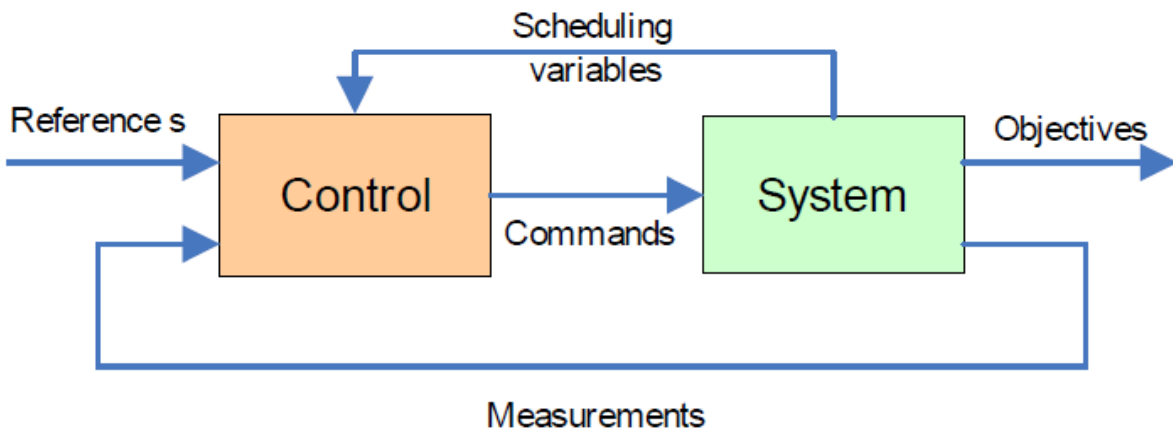 Scheduling
variables
Reference s
Objectives
Control
System
Commands
Measurements